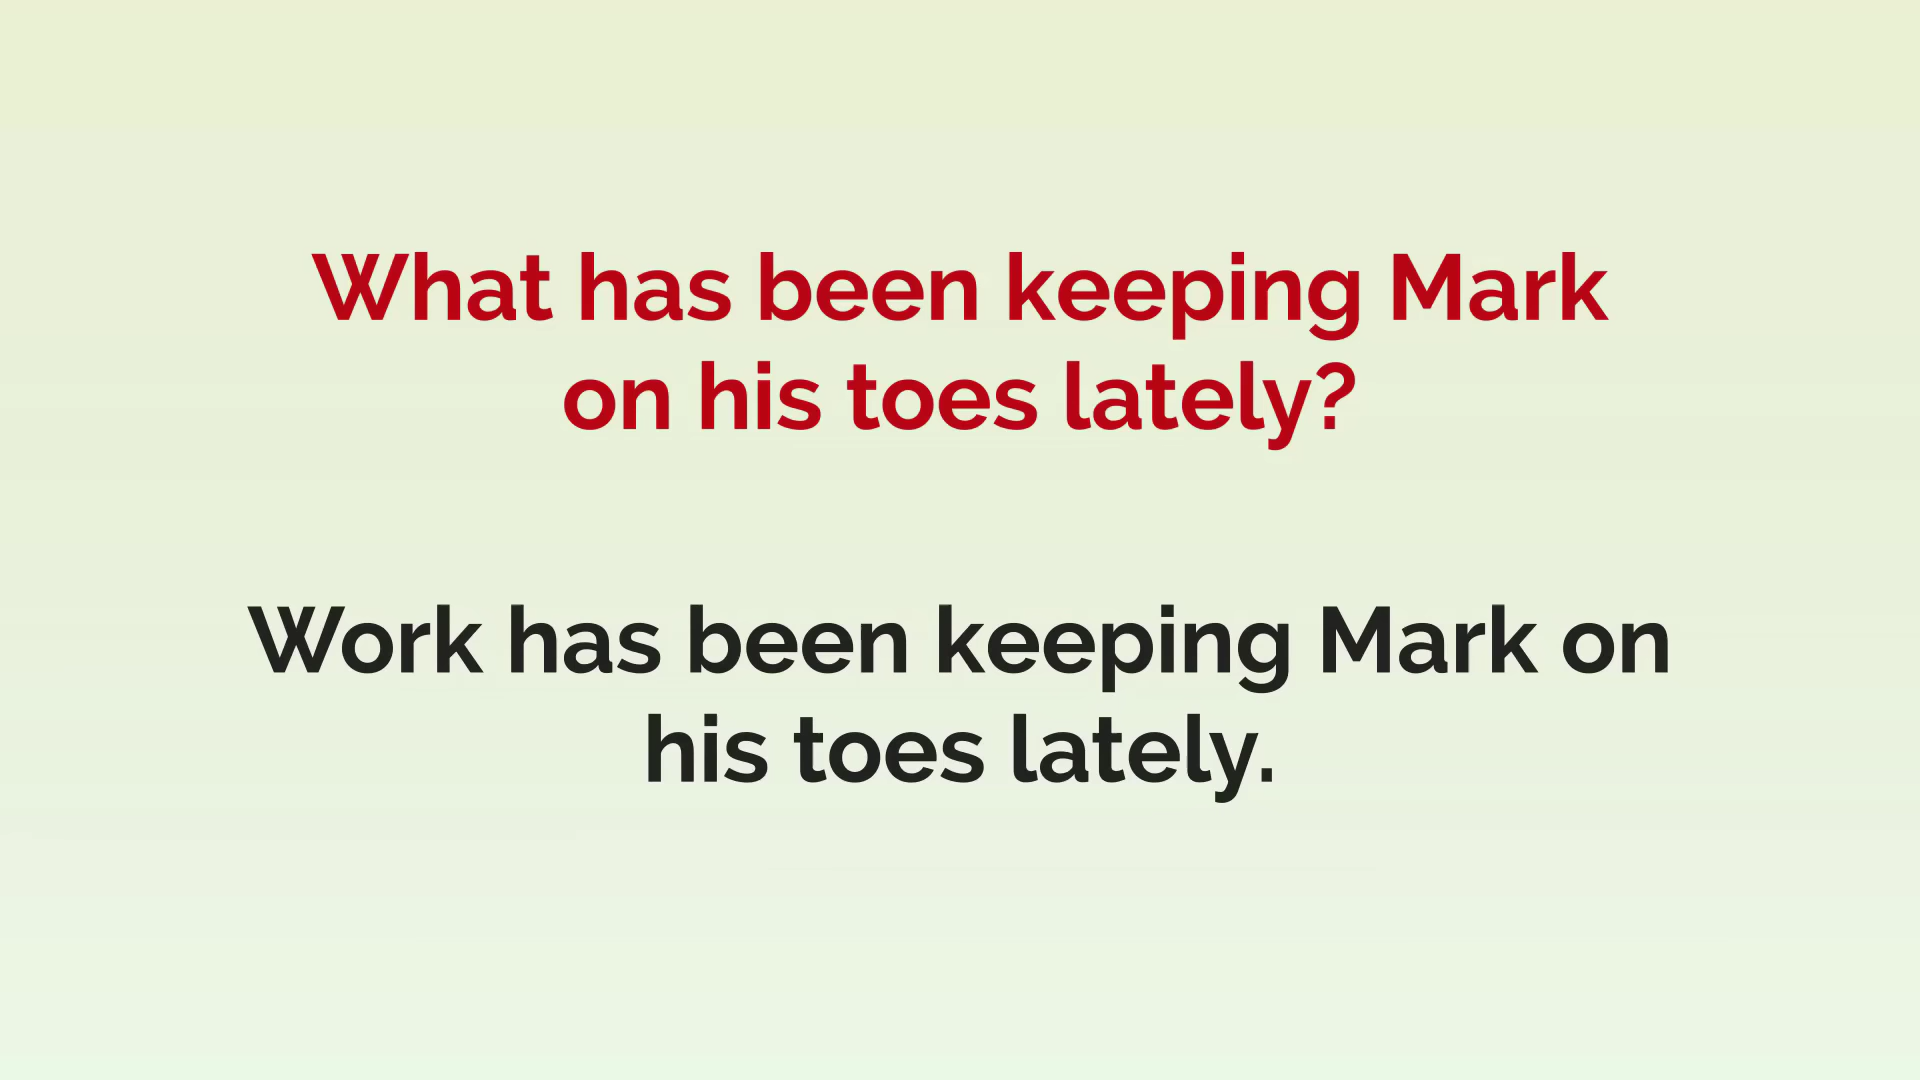 What has been keeping Mark
on his toes lately?
Work has been keeping Mark on
his toes lately.